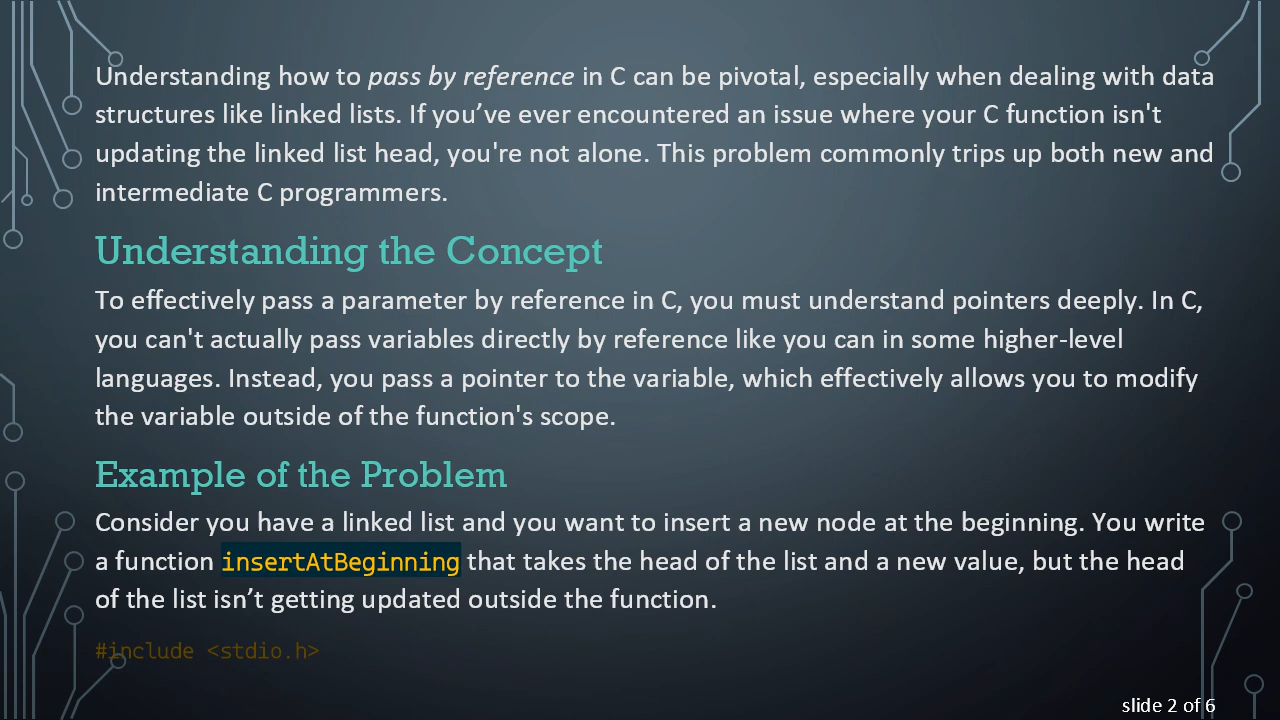 Understanding how to pass by reference in C can be pivotal, especially when dealing with data
structures like linked lists. If you’ve ever encountered an issue where your C function isn't
updating the linked list head, you're not alone. This problem commonly trips up both new and
intermediate C programmers.
Understanding the Concept
To effectively pass a parameter by reference in C, you must understand pointers deeply. In C,
you can't actually pass variables directly by reference like you can in some higher-level
languages. Instead, you pass a pointer to the variable, which effectively allows you to modify
the variable outside of the function's scope.
Example of the Problem
Consider you have a linked list and you want to insert a new node at the beginning. You write
a function insertAtBeginning that takes the head of the list and a new value, but the head
of the list isn’t getting updated outside the function.
#include <stdio.h>
slide 2 of 6